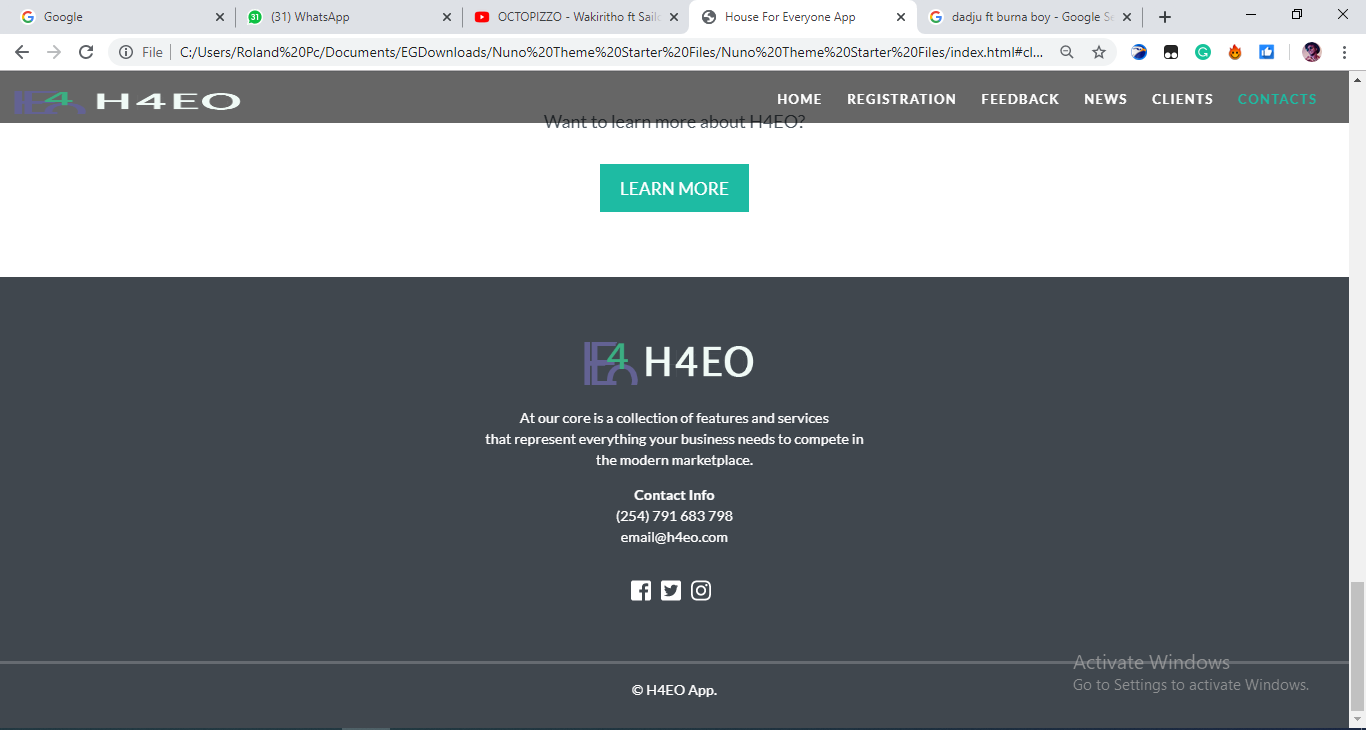 Google
(31) WhatsApp
OCTOPIZZO - Wakiritho ft Sailo
House For Everyone App
dadju ft burna boy - Google Se
File
C:/Users/Roland%20Pc/Documents/EGDownloads/Nuno%20Theme%20Starter%20Files/Nuno%20Theme%20Starter%20Files/index.html#cl...
H4EO
HOME REGISTRATION FEEDBACK NEWS CLIENTS CONTACTS
Want to learn more about H4EO?
LEARN MORE
H4EO
At our core is a collection of features and services
that represent everything your business needs to compete in
the modern marketplace.
Contact Info
(254) 791 683 798
email@h4eo.com
Activate Windows
Go to Settings to activate Windows.
© H4EO App.